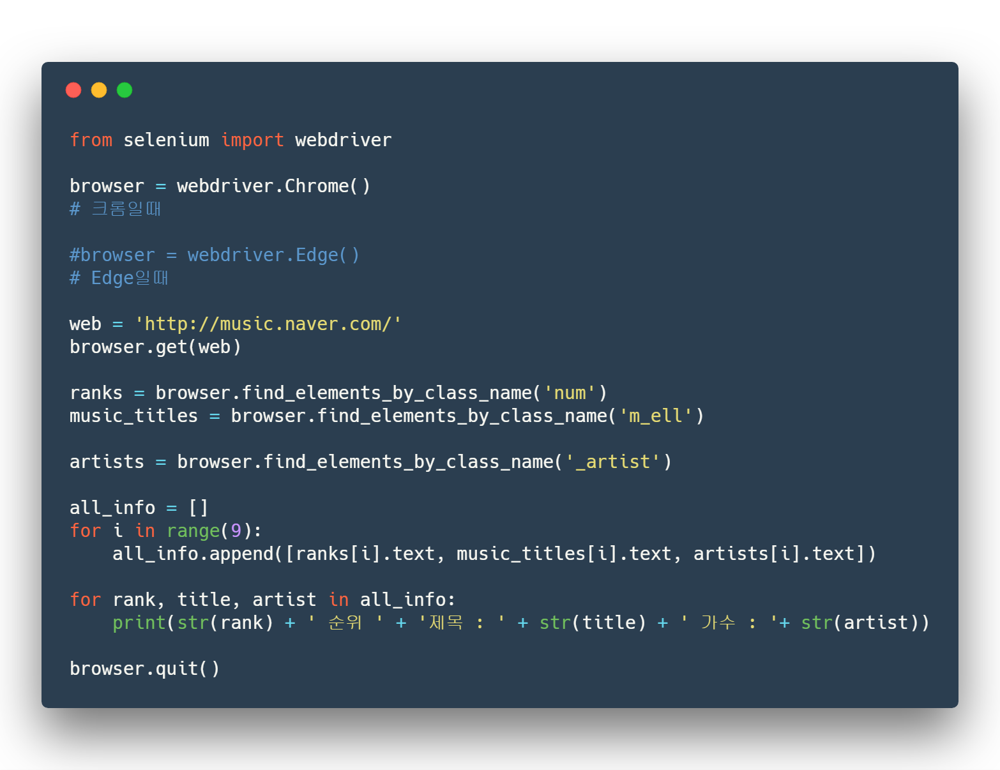 from selenium import webdriver
browser = webdriver.Chrome()
# 크롬일때
#browser = webdriver.Edge()
# Edge일때
web = 'http://music.naver.com/'
browser.get(web)
ranks = browser.find_elements_by_class_name('num')
music_titles = browser.find_elements_by_class_name('m_ell')
artists = browser.find_elements_by_class_name('_artist')
all_info = []
for i in range(9):
    all_info.append([ranks[i].text, music_titles[i].text, artists[i].text])
for rank, title, artist in all_info:
    print(str(rank) + ' 순위 ' + '제목 : ' + str(title) + ' 가수 : '+ str(artist))
browser.quit()